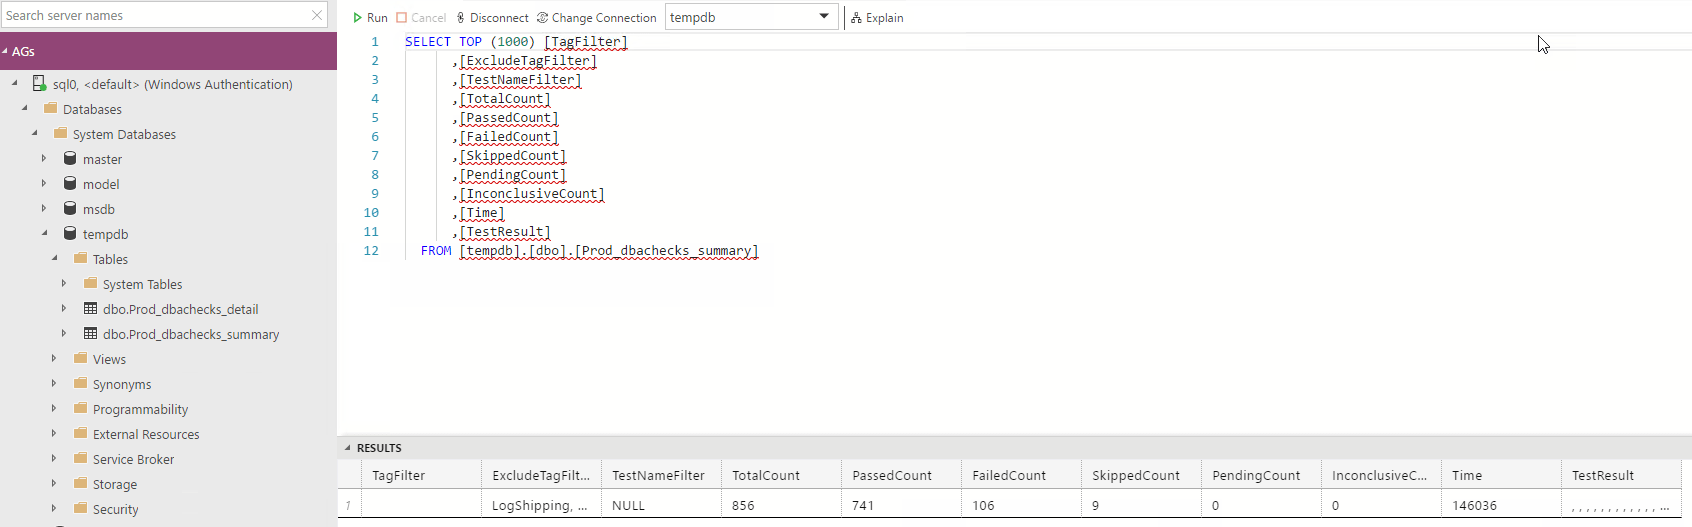 Search server names
AGs
sql0, <default> (Windows Authentication)
Databases
System Databases
master
model
msdb
tempdb
Tables
System Tables
dbo.Prod_dbachecks_detail
dbo.Prod_dbachecks_summary
Views
Synonyms
Programmability
External Resources
Service Broker
Storage
Security
Run Cancel Disconnect Change Connection tempdb Explain
1 SELECT TOP (1000) [TagFilter]
2 ,[ExcludeTagFilter]
3 ,[TestNameFilter]
4 ,[TotalCount]
5 ,[PassedCount]
6 ,[FailedCount]
7 ,[SkippedCount]
8 ,[PendingCount]
9 ,[InconclusiveCount]
10 ,[Time]
11 ,[TestResult]
12 FROM [tempdb].[dbo].[Prod_dbachecks_summary]
RESULTS
TagFilter ExcludeTagFilt... TestNameFilter TotalCount PassedCount FailedCount SkippedCount PendingCount InconclusiveC... Time TestResult
1 LogShipping, ... NULL 856 741 106 9 0 0 146036 , , , , , , , , , , , , ...